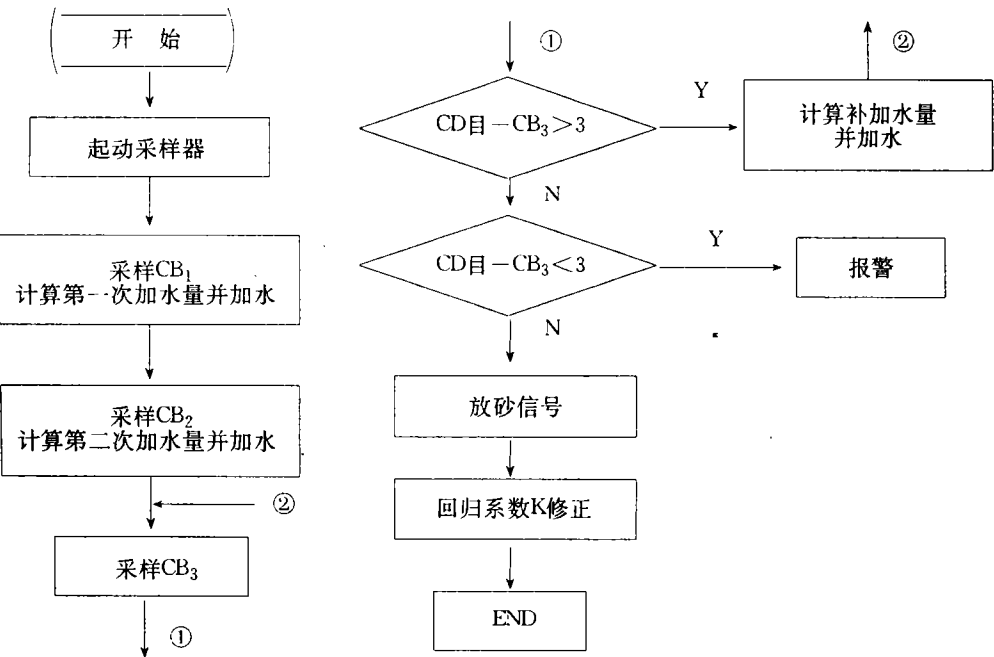 开 始
起动采样器
采样CB₁
计算第一次加水量并加水
采样CB₂
计算第二次加水量并加水
②
采样CB₃
①
①
CD目－CB₃＞3
Y
计算补加水量
并加水
②
N
CD目－CB₃＜3
Y
报警
N
放砂信号
回归系数K修正
END